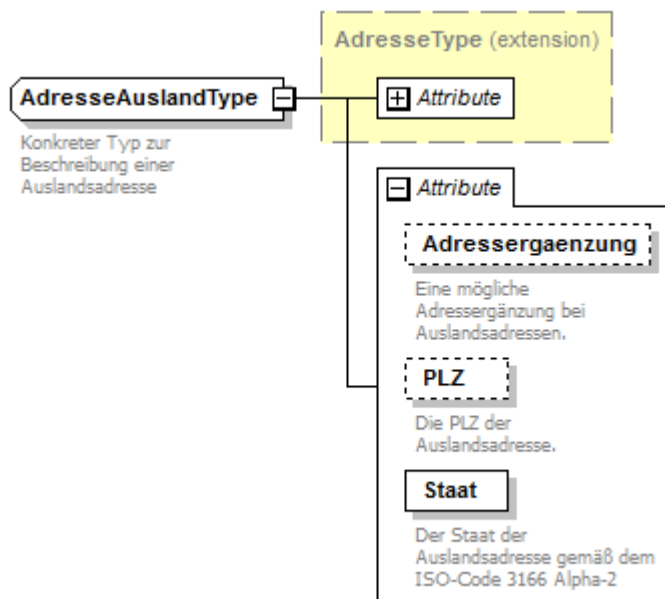 AdresseType (extension)
AdresseAuslandType
Attribute
Konkreter Typ zur
Beschreibung einer
Auslandsadresse
Attribute
Adressergaenzung
Eine mögliche
Adressergänzung bei
Auslandsadressen.
PLZ
Die PLZ der
Auslandsadresse.
Staat
Der Staat der
Auslandsadresse gemäß dem
ISO-Code 3166 Alpha-2